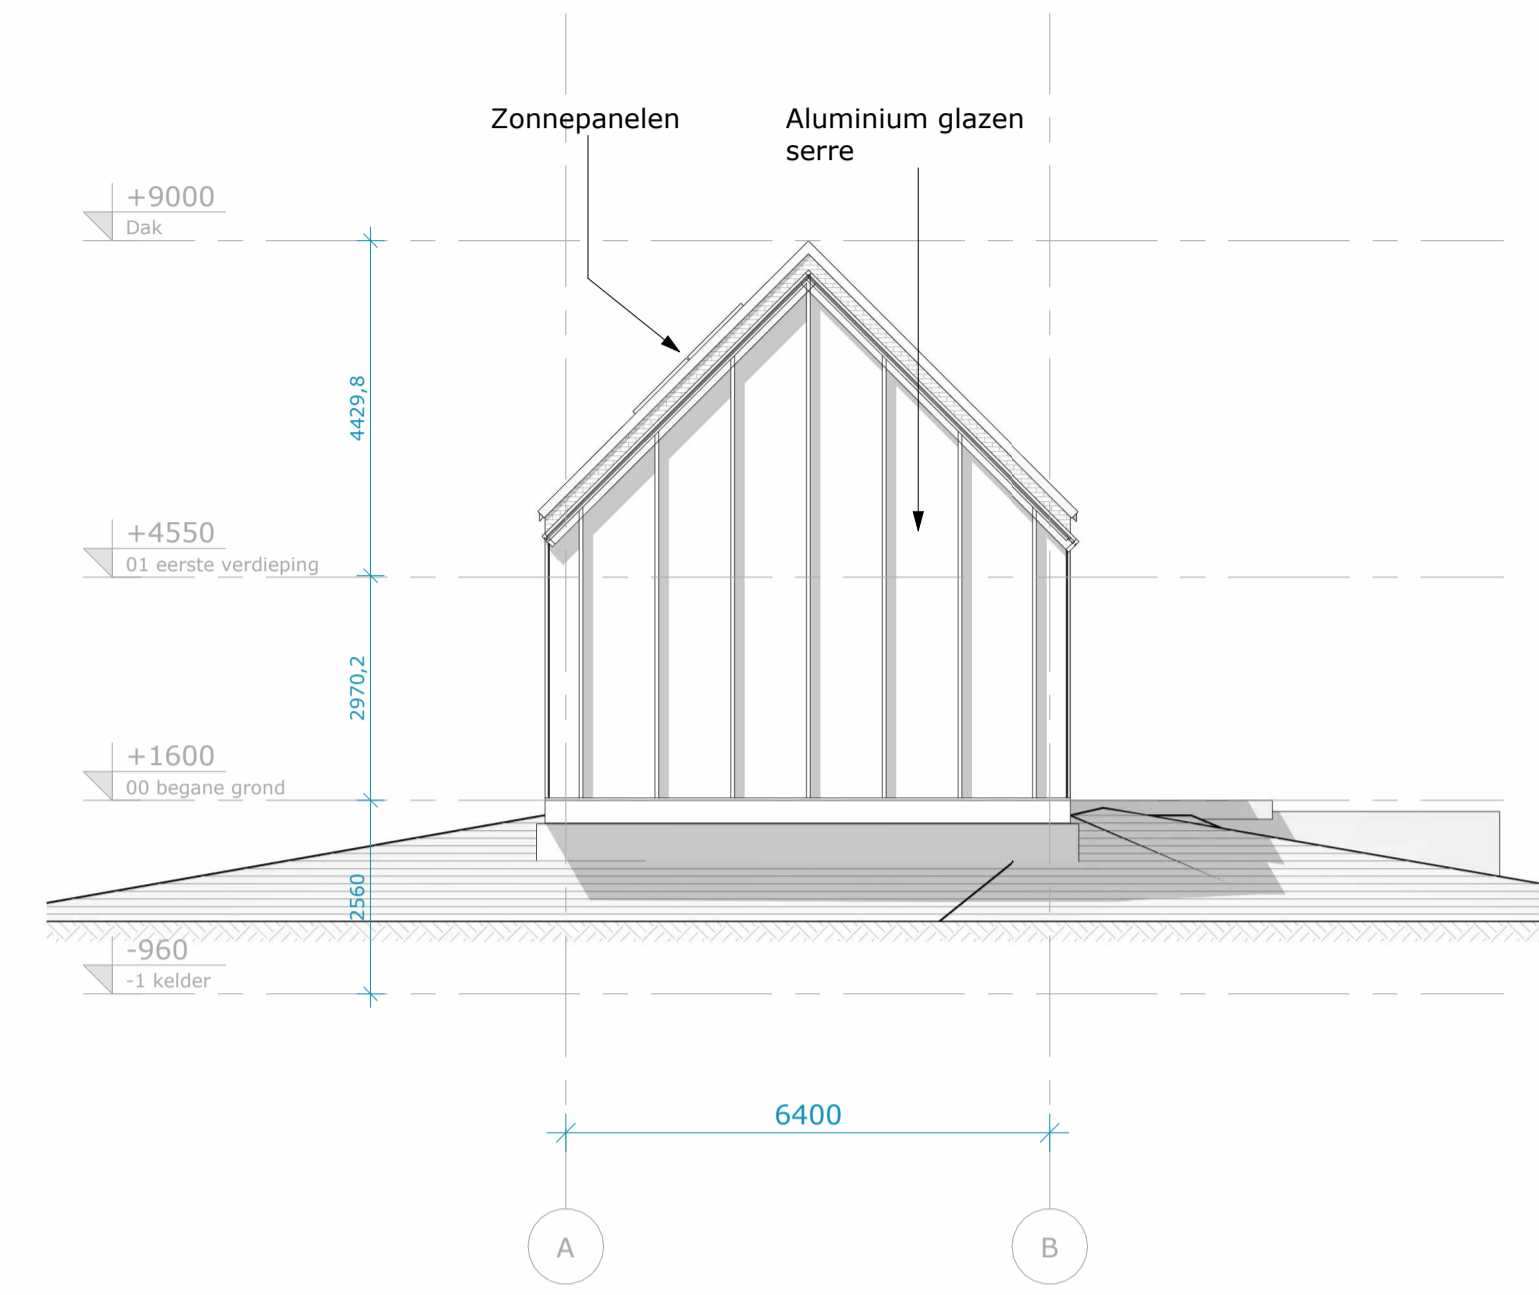 Zonnepanelen
Aluminium glazen
serre
+9000
Dak
4429,8
+4550
01 eerste verdieping
2970,2
+1600
00 begane grond
2560
-960
-1 kelder
6400
A
B